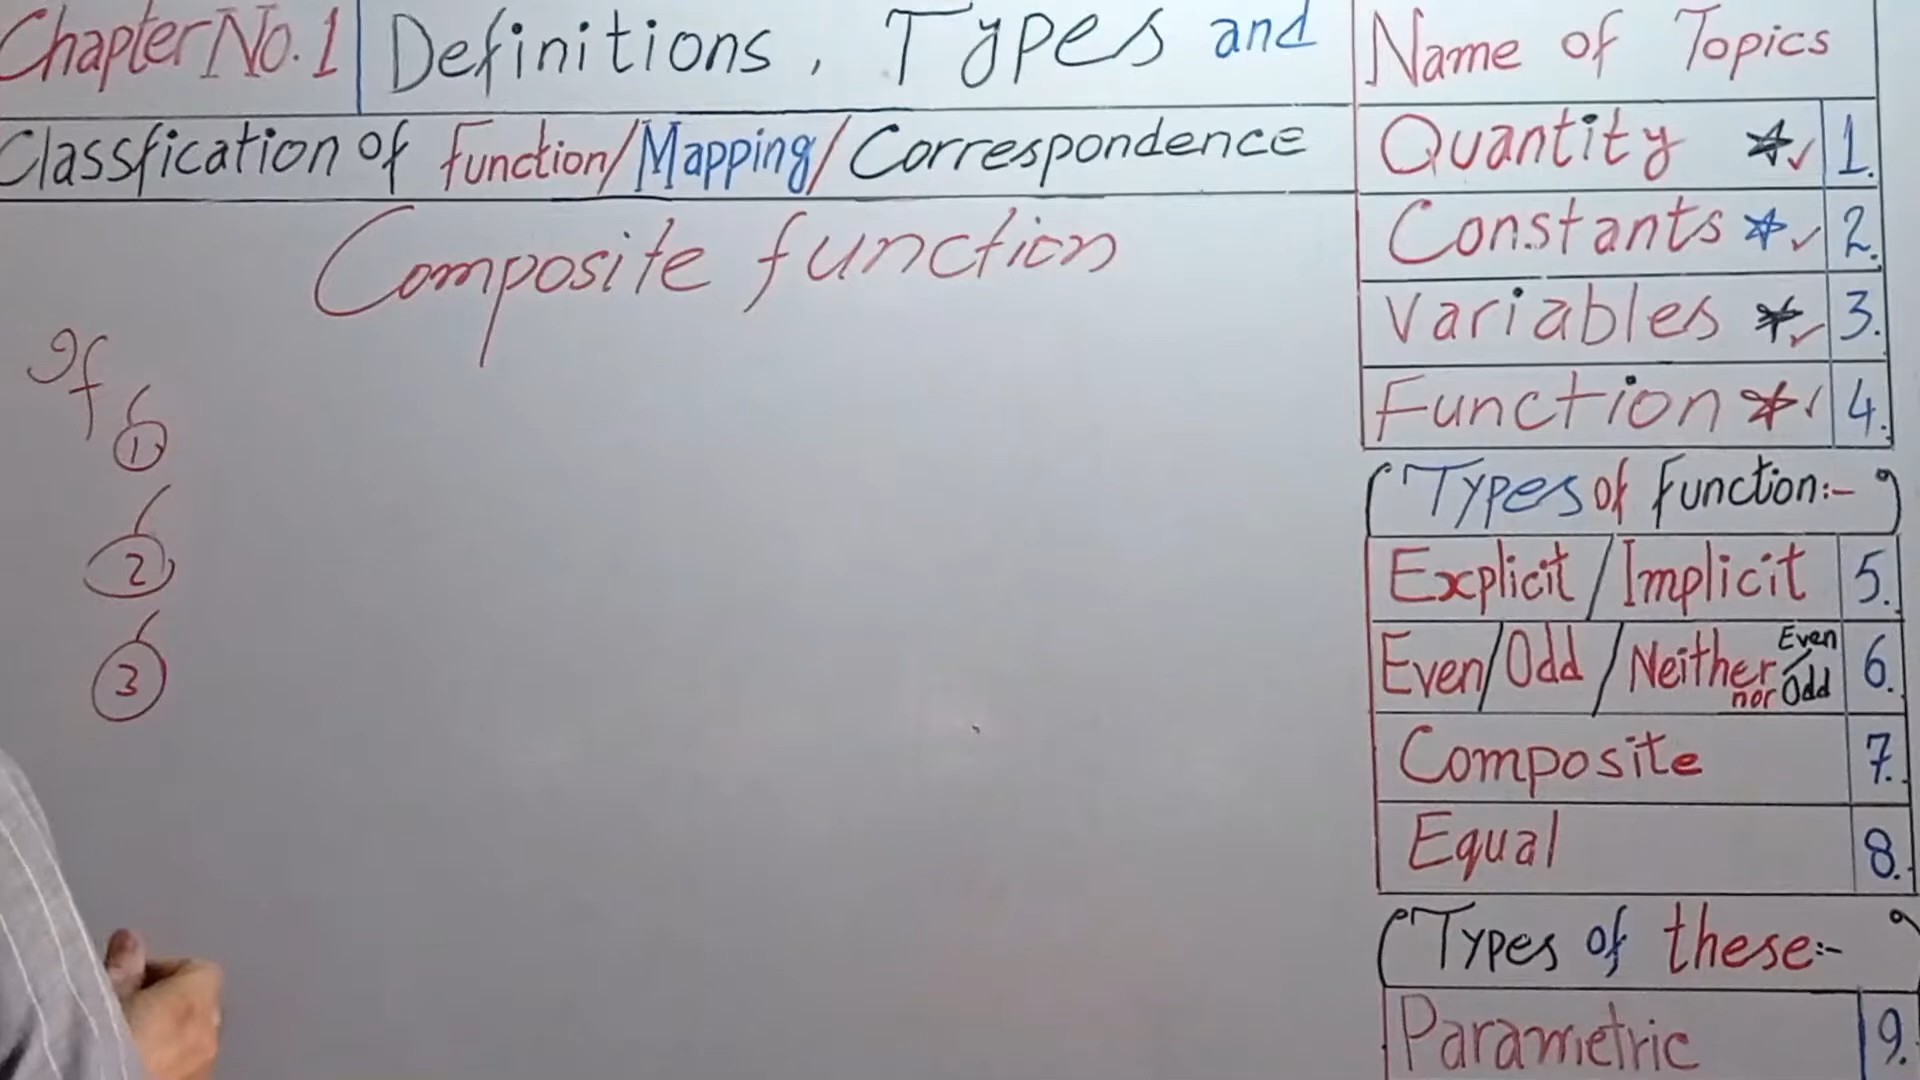 Chapter No. 1 Definitions, Types and
Classfication of Function/Mapping/Correspondence
Composite function
If
1
2
3
Name of Topics
Quantity 1.
Constants 2.
Variables 3.
Function 4.
Types of Function:-
Explicit/Implicit 5.
Even/Odd/Neither nor Even/Odd 6.
Composite 7.
Equal 8.
Types of these:-
Parametric 9.